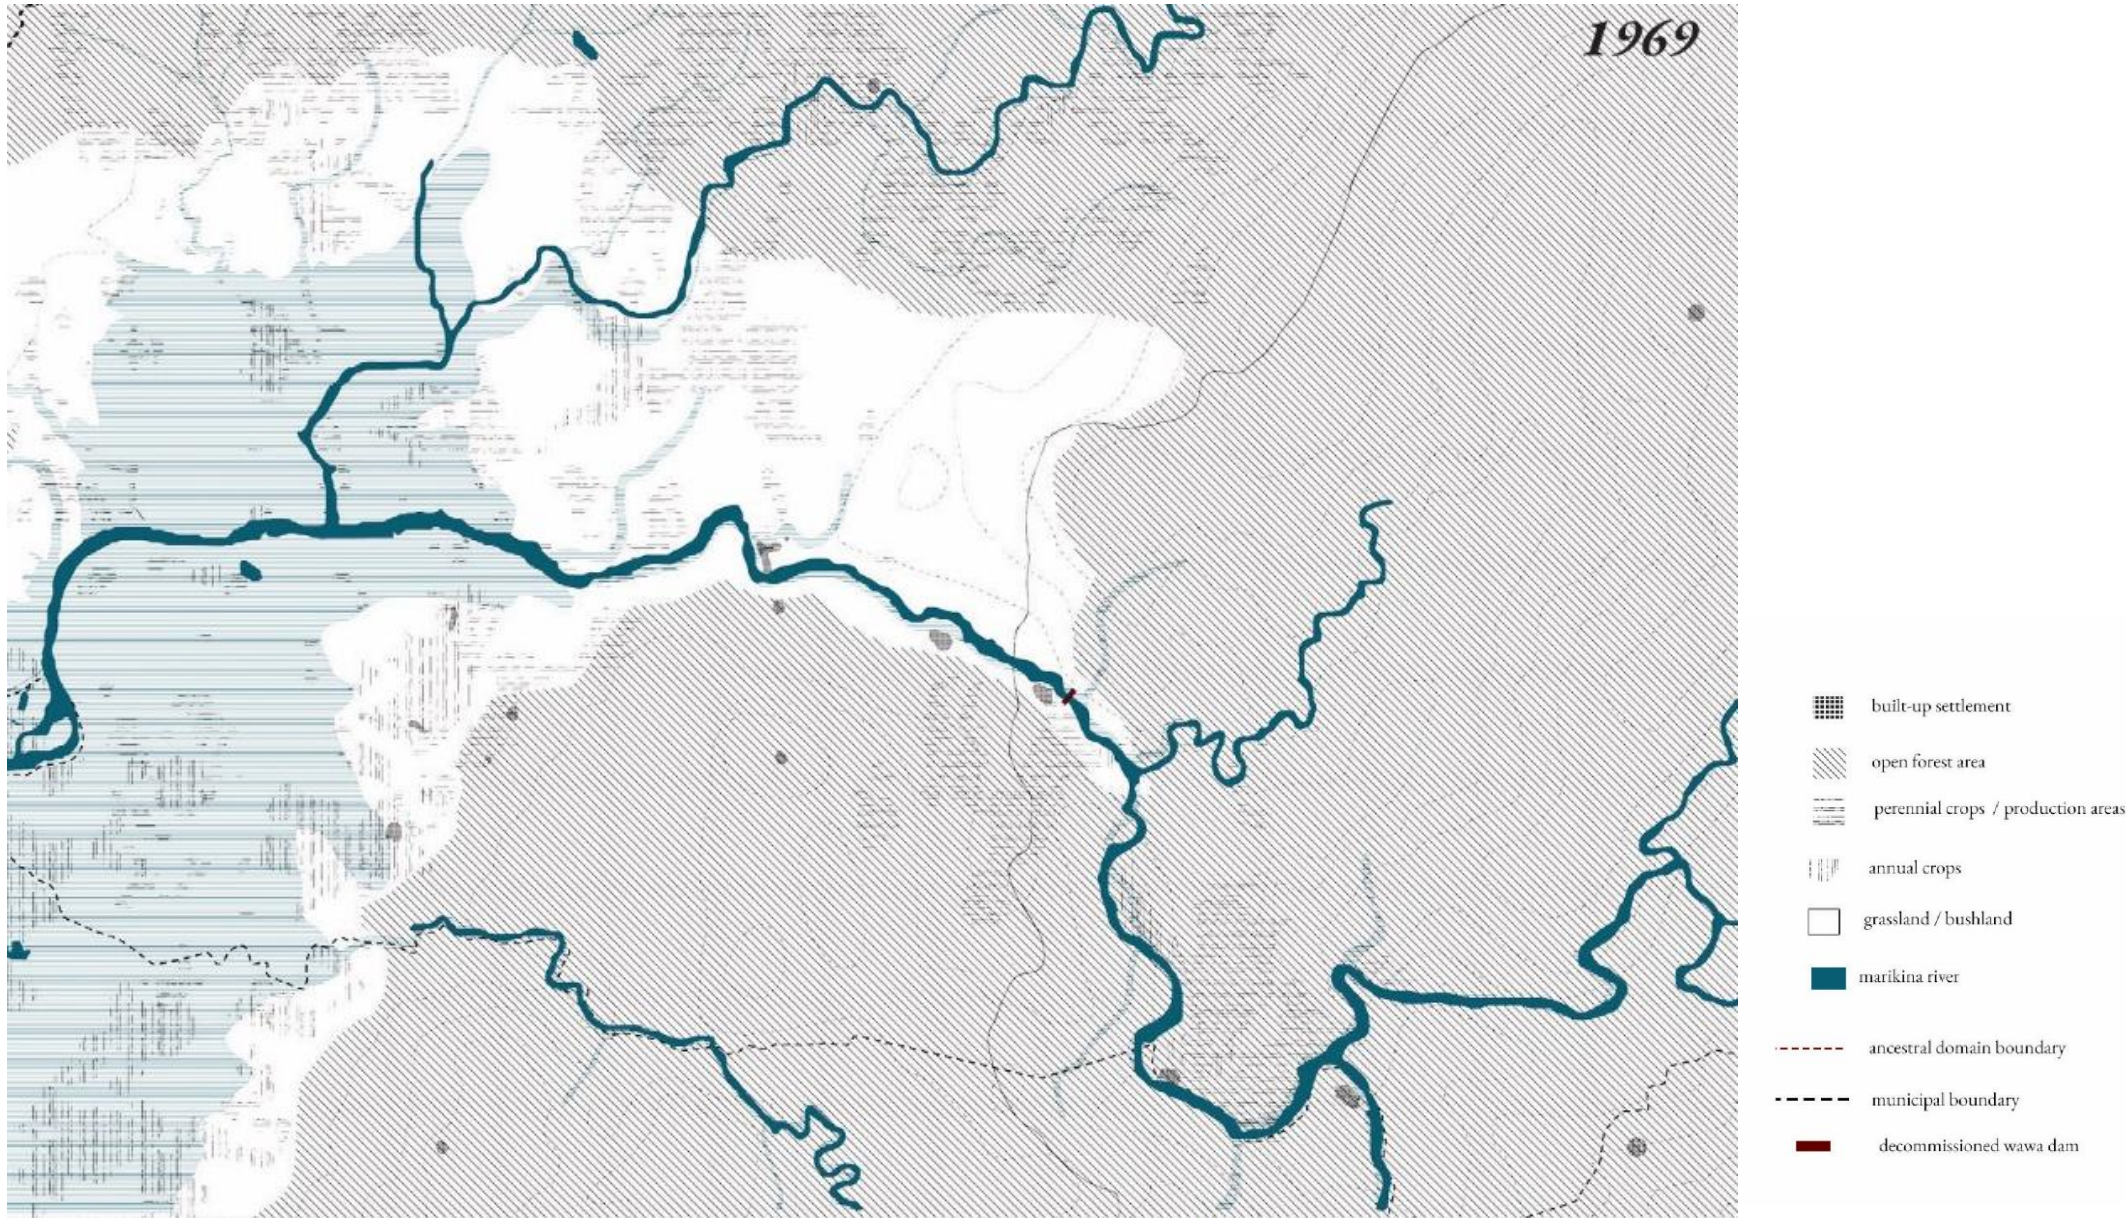 1969
built-up settlement
open forest area
perennial crops / production areas
annual crops
grassland / bushland
marikina river
ancestral domain boundary
municipal boundary
decommissioned wawa dam